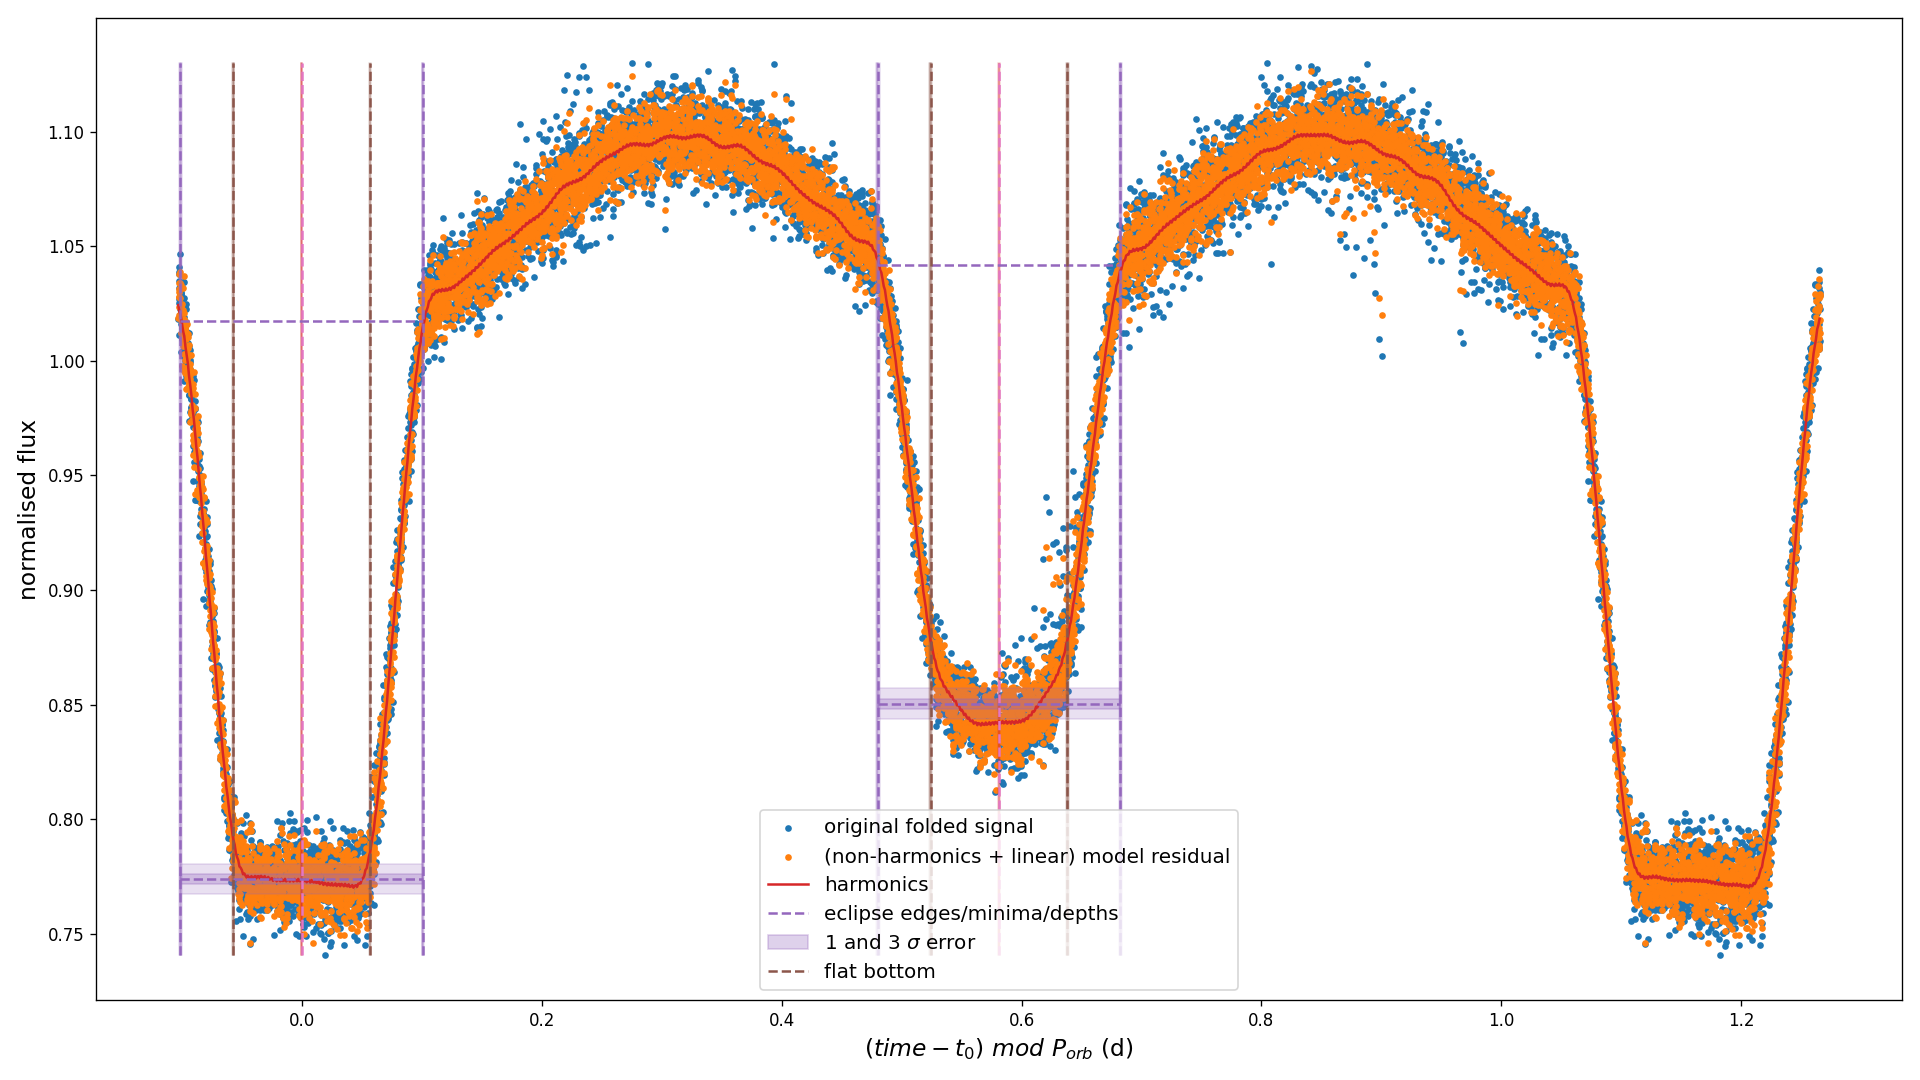 normalised flux
1.10
1.05
1.00
0.95
0.90
0.85
0.80
0.75
original folded signal
(non-harmonics + linear) model residual
harmonics
eclipse edges/minima/depths
1 and 3 σ error
flat bottom
0.0 0.2 0.4 0.6 0.8 1.0 1.2
(time − t₀) mod P_orb (d)